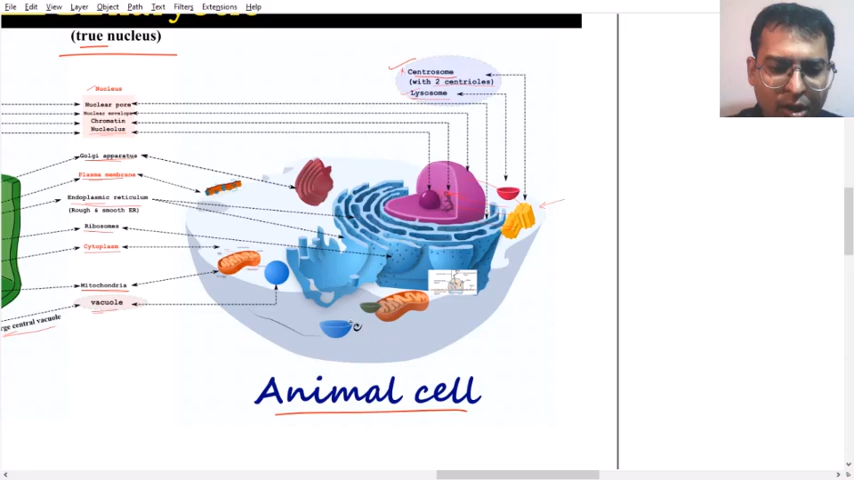 File Edit View Layer Object Path Text Filters Extensions Help
(true nucleus)
Nucleus
Nuclear pore
Nuclear envelope
Chromatin
Nucleolus
Golgi apparatus
Plasma membrane
Endoplasmic reticulum
(Rough & smooth ER)
Ribosomes
Cytoplasm
Mitochondria
vacuole
central vacuole
Centrosome
(with 2 centrioles)
Lysosome
Animal cell